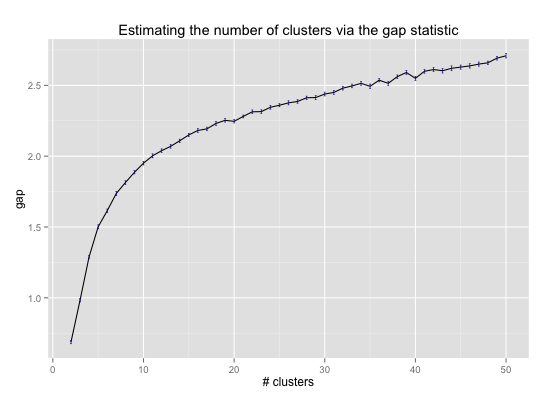 Estimating the number of clusters via the gap statistic
gap
2.5
2.0
1.5
1.0
0 10 20 30 40 50
# clusters